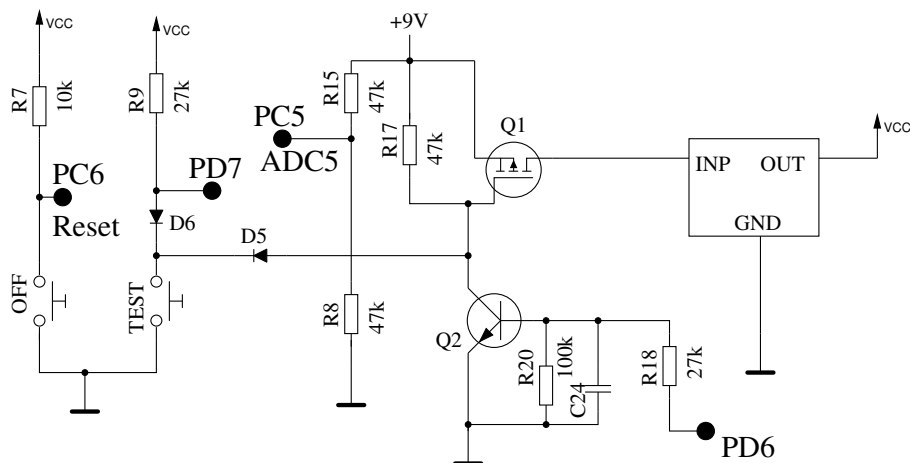 VCC
VCC
+9V
R7
10k
R9
27k
R15
47k
PC5
ADC5
R17
47k
Q1
VCC
INP
OUT
GND
PC6
Reset
PD7
D6
D5
OFF
TEST
R8
47k
Q2
R20
100k
C24
R18
27k
PD6